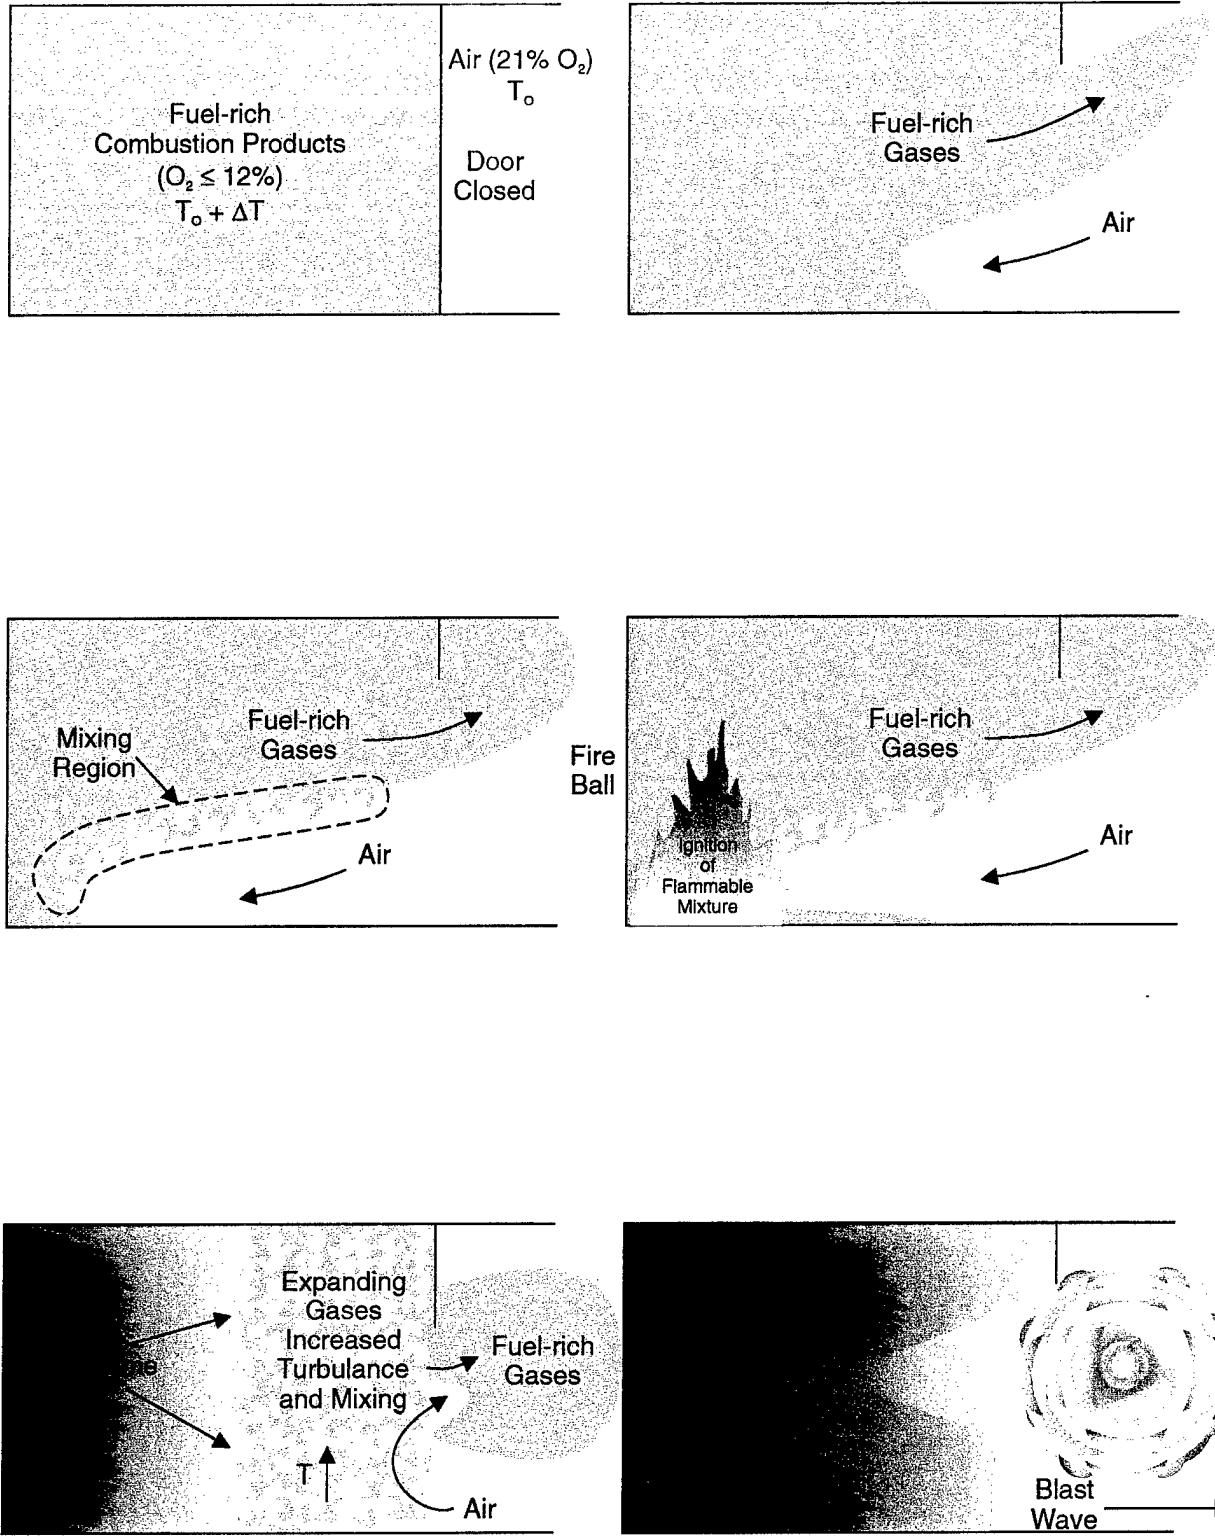 Fuel-rich
Combustion Products
(O₂ ≤ 12%)
Tₒ + ΔT
Air (21% O₂)
Tₒ
Door
Closed
Fuel-rich
Gases
Air
Mixing
Region
Fuel-rich
Gases
Air
Fire
Ball
Fuel-rich
Gases
Air
Ignition
of
Flammable
Mixture
Expanding
Gases
Increased
Turbulance
and Mixing
T
Fuel-rich
Gases
Air
Blast
Wave